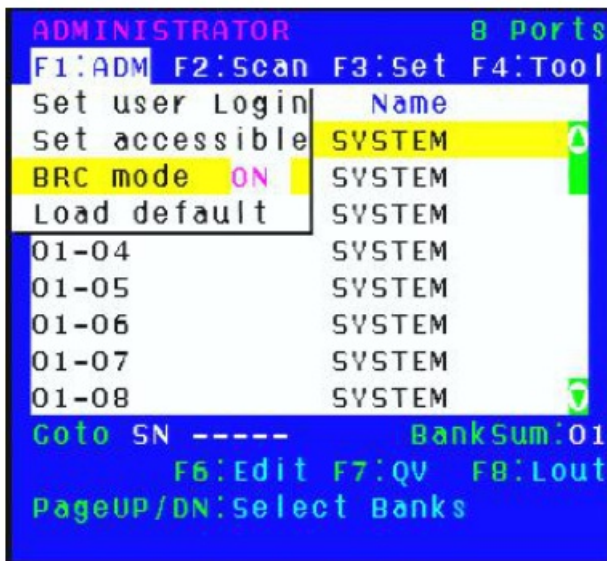 ADMINISTRATOR 8 Ports
F1:ADM F2:Scan F3:Set F4:Tool
Set user Login Name
Set accessible SYSTEM
BRC mode ON SYSTEM
Load default SYSTEM
01-04 SYSTEM
01-05 SYSTEM
01-06 SYSTEM
01-07 SYSTEM
01-08 SYSTEM
Goto SN ----- BankSum:01
F6:Edit F7:QV F8:Lout
PageUP/DN:Select Banks